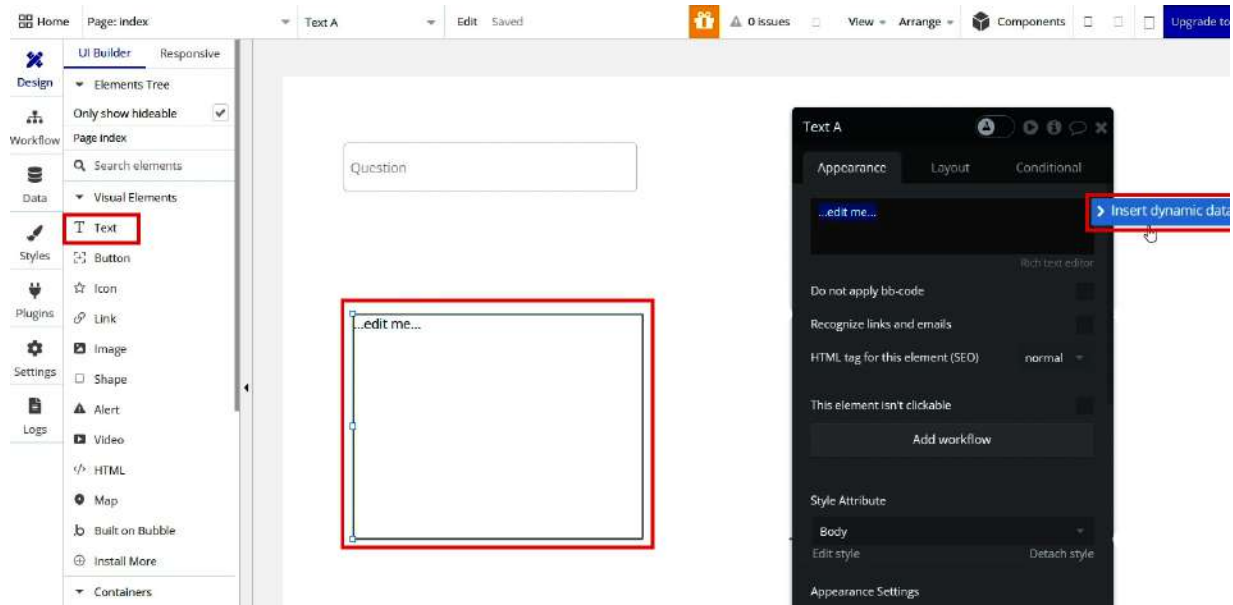 Home Page: index Text A Edit Saved 0 issues View Arrange Components Upgrade to
UI Builder Responsive
Design
Elements Tree
Only show hideable
Workflow
Page index
Search elements
Data
Visual Elements
Text
Styles
Button
Icon
Plugins
Link
Image
Settings
Shape
Alert
Logs
Video
HTML
Map
Built on Bubble
Install More
Containers
Question
...edit me...
Text A
Appearance Layout Conditional
...edit me...
Insert dynamic data
Rich text editor
Do not apply bb-code
Recognize links and emails
HTML tag for this element (SEO) normal
This element isn't clickable
Add workflow
Style Attribute
Body
Edit style Detach style
Appearance Settings